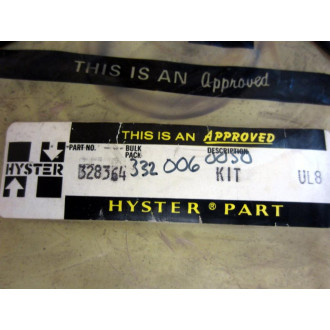 THIS IS AN Approved
THIS IS AN APPROVED
HYSTER
PART-NO. BULK PACK DESCRIPTION
328364 332 006 0050 KIT UL8
HYSTER® PART